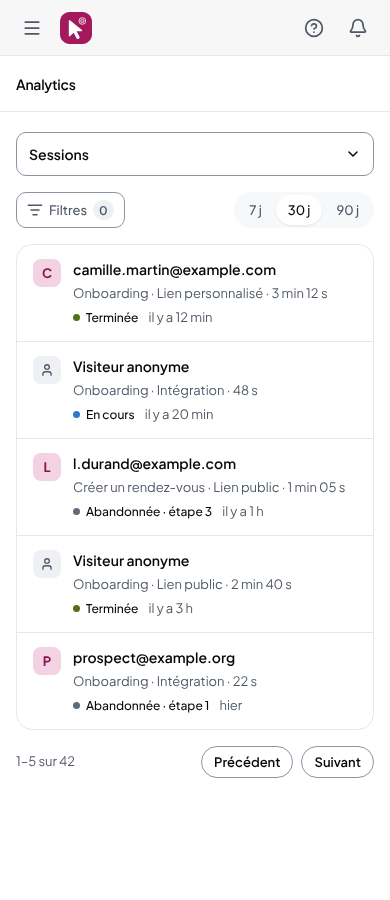 Analytics
Sessions
Filtres 0
7 j 30 j 90 j
C camille.martin@example.com
Onboarding · Lien personnalisé · 3 min 12 s
Terminée il y a 12 min
Visiteur anonyme
Onboarding · Intégration · 48 s
En cours il y a 20 min
L l.durand@example.com
Créer un rendez-vous · Lien public · 1 min 05 s
Abandonnée · étape 3 il y a 1 h
Visiteur anonyme
Onboarding · Lien public · 2 min 40 s
Terminée il y a 3 h
P prospect@example.org
Onboarding · Intégration · 22 s
Abandonnée · étape 1 hier
1–5 sur 42 Précédent Suivant